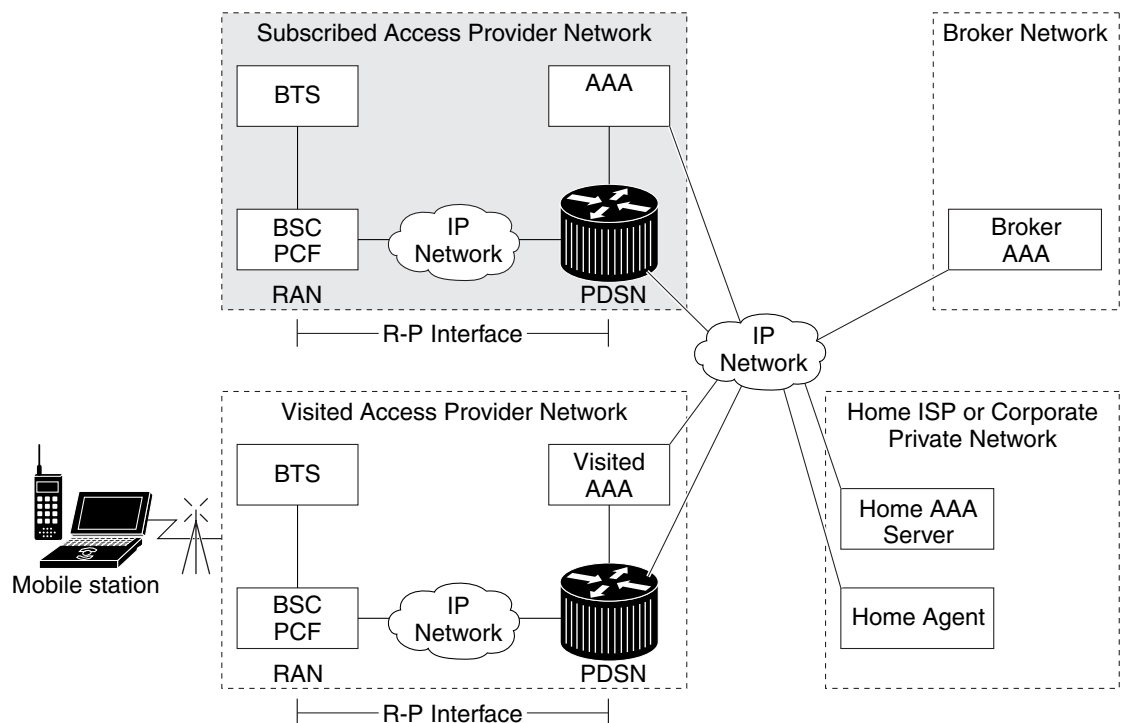 Subscribed Access Provider Network
BTS
AAA
BSC
PCF
IP
Network
RAN
PDSN
R-P Interface
Broker Network
Broker
AAA
IP
Network
Visited Access Provider Network
BTS
Visited
AAA
BSC
PCF
IP
Network
RAN
PDSN
R-P Interface
Mobile station
Home ISP or Corporate
Private Network
Home AAA
Server
Home Agent